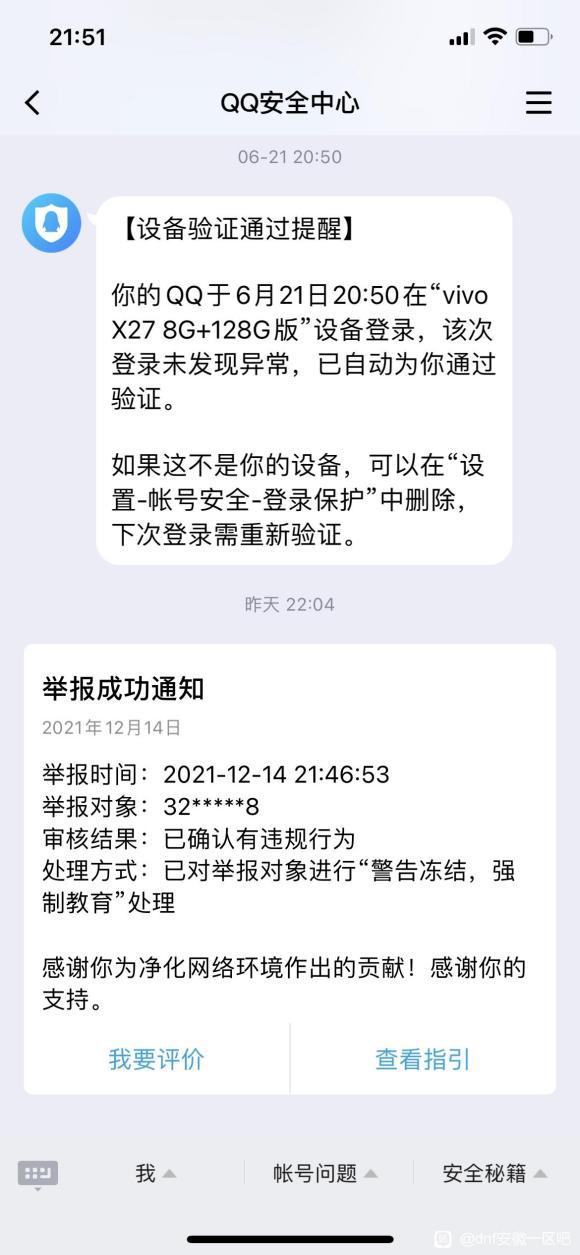 21:51
QQ安全中心
06-21 20:50
【设备验证通过提醒】
你的QQ于6月21日20:50在“vivo
X27 8G+128G版”设备登录，该次
登录未发现异常，已自动为你通过
验证。
如果这不是你的设备，可以在“设
置-帐号安全-登录保护”中删除，
下次登录需重新验证。
昨天 22:04
举报成功通知
2021年12月14日
举报时间：2021-12-14 21:46:53
举报对象：32*****8
审核结果：已确认有违规行为
处理方式：已对举报对象进行“警告冻结，强
制教育”处理
感谢你为净化网络环境作出的贡献！感谢你的
支持。
我要评价 查看指引
我 帐号问题 安全秘籍
@dnf安徽一区吧